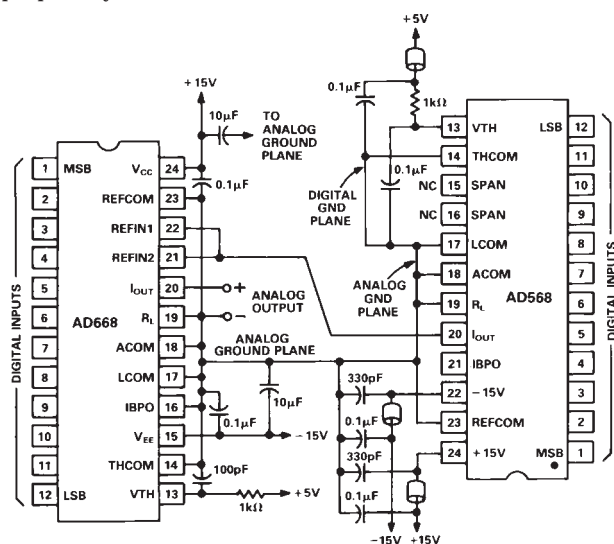 +5V
0.1µF
1kΩ
+15V
10µF
TO
ANALOG
GROUND
PLANE
0.1µF
0.1µF
DIGITAL
GND
PLANE
ANALOG
GND
PLANE
DIGITAL INPUTS
1 MSB VCC 24
2 REFCOM 23
3 REFIN1 22
4 REFIN2 21
5 IOUT 20
6 RL 19
AD668
7 ACOM 18
8 LCOM 17
9 IBPO 16
10 VEE 15
11 THCOM 14
12 LSB VTH 13
+
ANALOG
OUTPUT
−
ANALOG
GROUND PLANE
0.1µF
10µF
−15V
100pF
1kΩ
+5V
330pF
0.1µF
330pF
0.1µF
−15V +15V
13 VTH LSB 12
14 THCOM 11
NC 15 SPAN 10
NC 16 SPAN 9
17 LCOM 8
18 ACOM 7
AD568
19 RL 6
20 IOUT 5
21 IBPO 4
22 −15V 3
23 REFCOM 2
24 +15V MSB 1
DIGITAL INPUTS